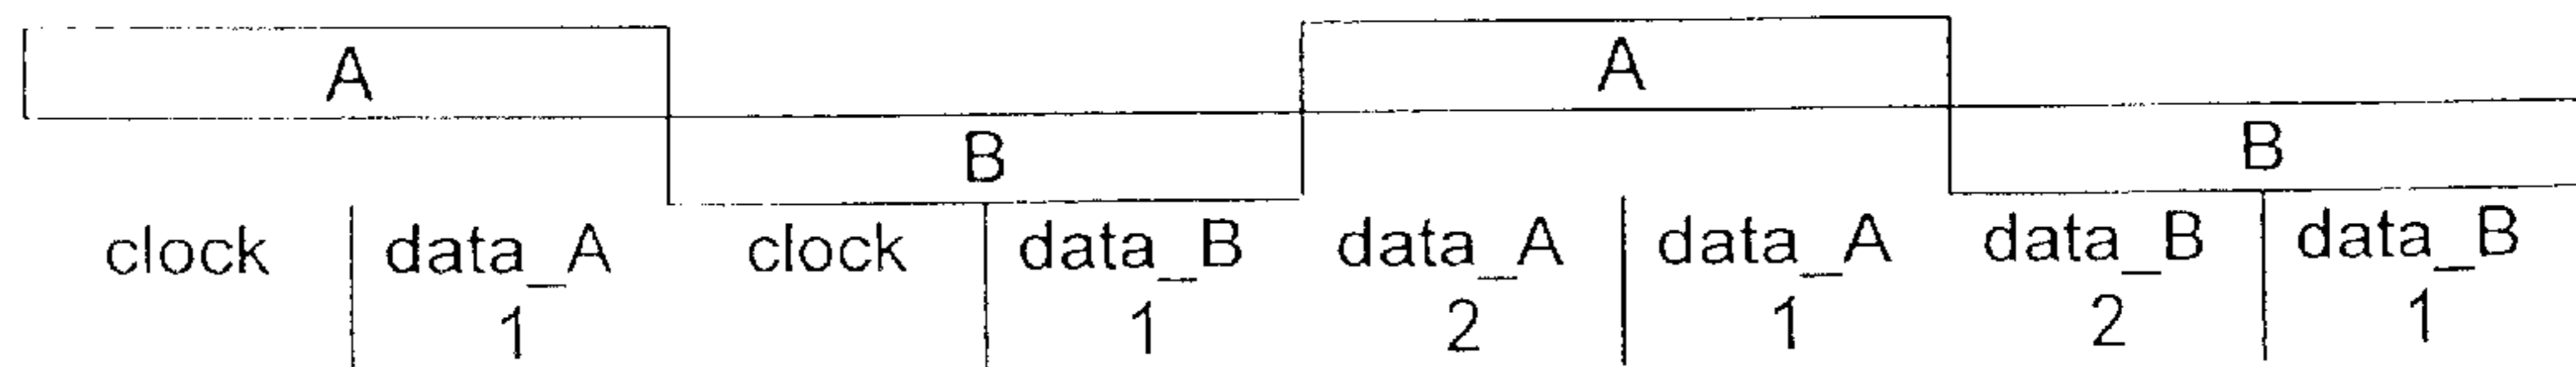 A A
B B
clock data_A clock data_B data_A data_A data_B data_B
1 1 2 1 2 1